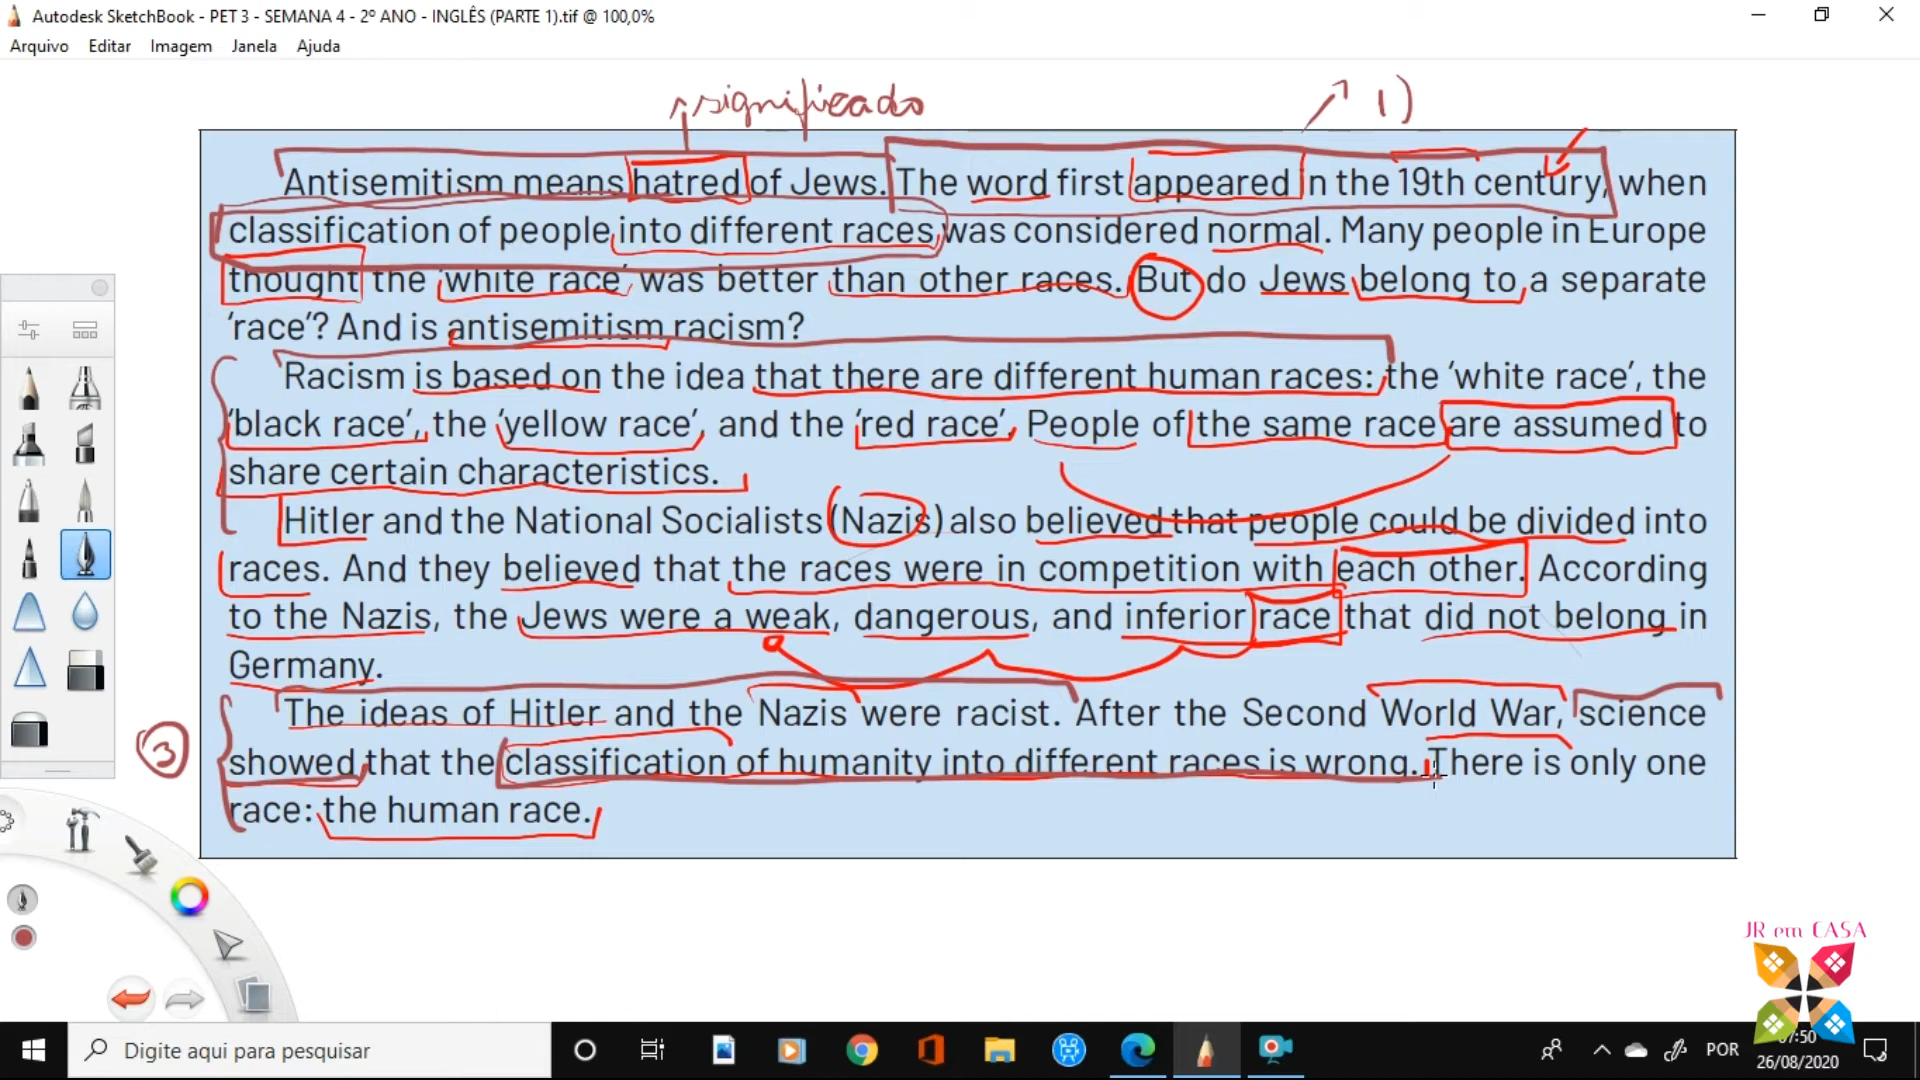 Autodesk SketchBook - PET 3 - SEMANA 4 - 2º ANO - INGLÊS (PARTE 1).tif @ 100,0%
Arquivo Editar Imagem Janela Ajuda
significado 1)
Antisemitism means hatred of Jews. The word first appeared in the 19th century, when
classification of people into different races was considered normal. Many people in Europe
thought the ‘white race’ was better than other races. But do Jews belong to a separate
‘race’? And is antisemitism racism?
Racism is based on the idea that there are different human races: the ‘white race’, the
‘black race’, the ‘yellow race’, and the ‘red race’. People of the same race are assumed to
share certain characteristics.
Hitler and the National Socialists (Nazis) also believed that people could be divided into
races. And they believed that the races were in competition with each other. According
to the Nazis, the Jews were a weak, dangerous, and inferior race that did not belong in
Germany.
The ideas of Hitler and the Nazis were racist. After the Second World War, science
3
showed that the classification of humanity into different races is wrong. There is only one
race: the human race.
JR em CASA
Digite aqui para pesquisar
POR
07:50
26/08/2020